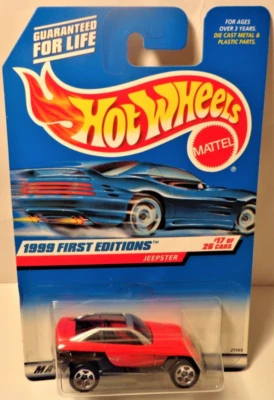 GUARANTEED
FOR LIFE
FOR AGES
OVER 3 YEARS.
DIE CAST METAL &
PLASTIC PARTS.
HOT WHEELS
MATTEL
1999 FIRST EDITIONS™
#17 OF
26 CARS
JEEPSTER